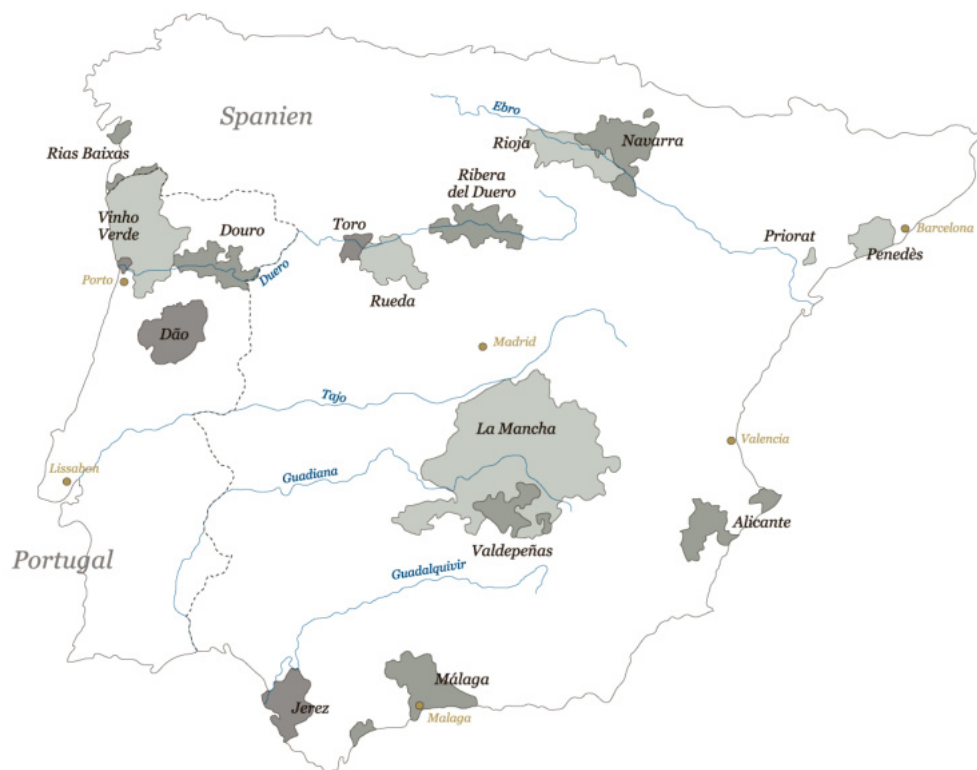 Ebro
Spanien
Rioja
Navarra
Rias Baixas
Ribera
del Duero
Vinho
Verde
Douro
Toro
Priorat
Barcelona
Penedès
Duero
Porto
Rueda
Dão
Madrid
Tajo
La Mancha
Valencia
Lissabon
Guadiana
Alicante
Valdepeñas
Portugal
Guadalquivir
Málaga
Jerez
Malaga